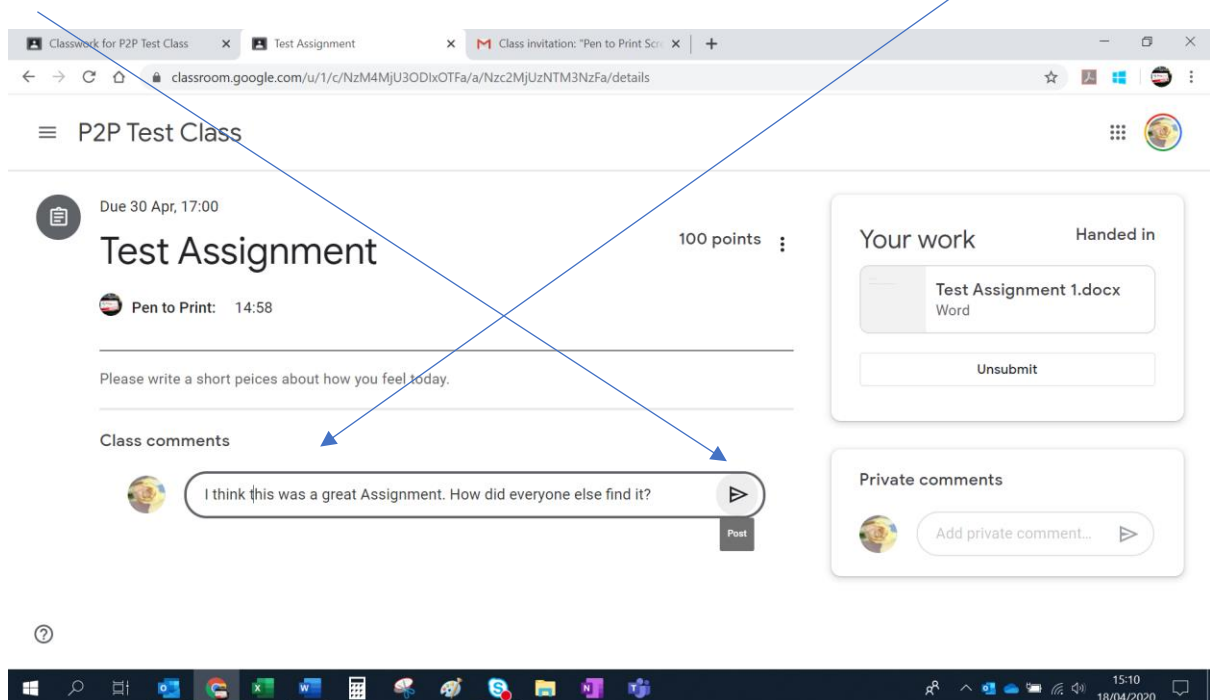 Classwork for P2P Test Class
Test Assignment
Class invitation: "Pen to Print Scr
classroom.google.com/u/1/c/NzM4MjU3ODIxOTFa/a/Nzc2MjUzNTM3NzFa/details
P2P Test Class
Due 30 Apr, 17:00
Test Assignment
100 points
Pen to Print: 14:58
Please write a short peices about how you feel today.
Class comments
I think this was a great Assignment. How did everyone else find it?
Post
Your work
Handed in
Test Assignment 1.docx
Word
Unsubmit
Private comments
Add private comment...
15:10
18/04/2020